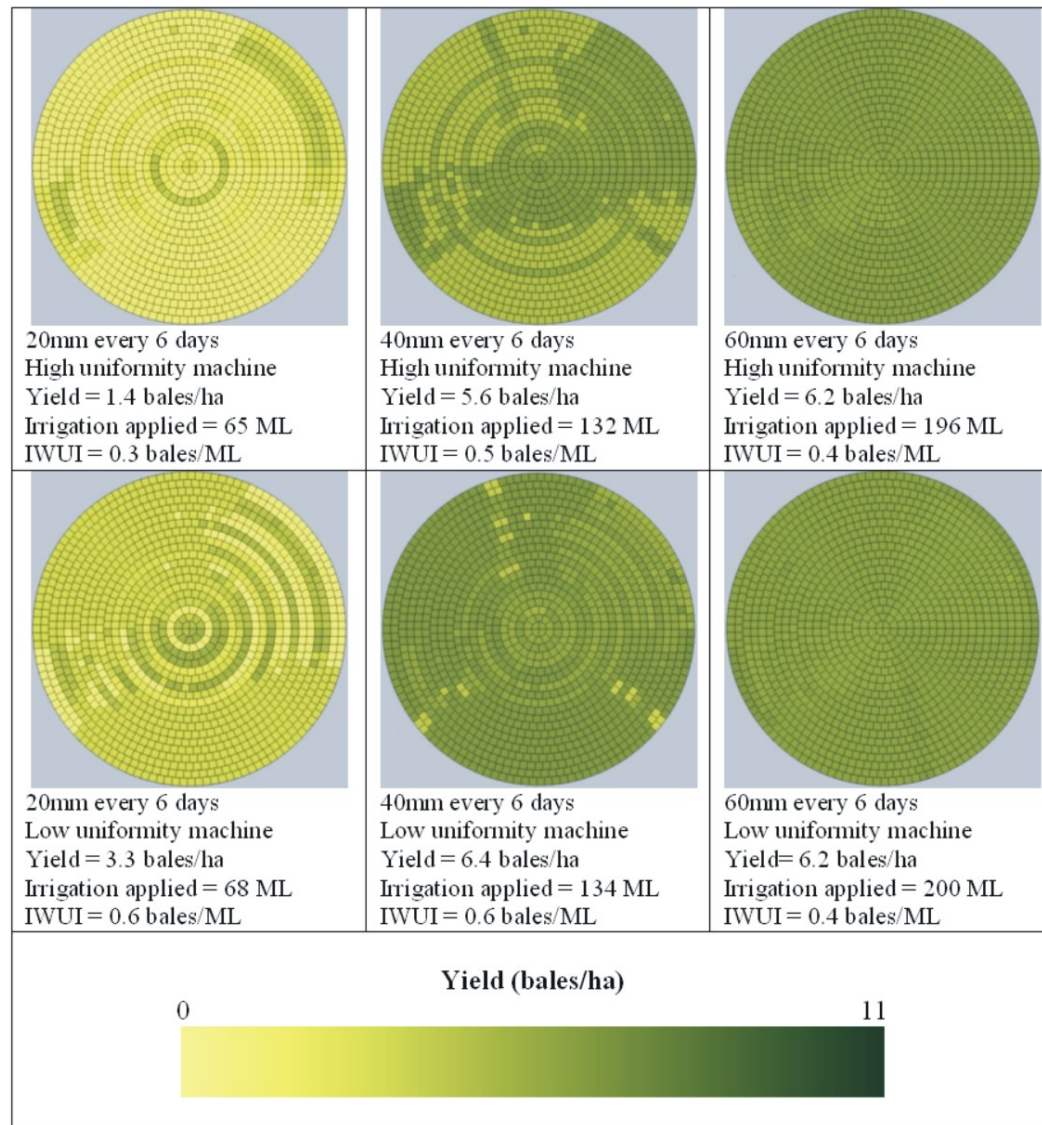 20mm every 6 days
High uniformity machine
Yield = 1.4 bales/ha
Irrigation applied = 65 ML
IWUI = 0.3 bales/ML
40mm every 6 days
High uniformity machine
Yield = 5.6 bales/ha
Irrigation applied = 132 ML
IWUI = 0.5 bales/ML
60mm every 6 days
High uniformity machine
Yield = 6.2 bales/ha
Irrigation applied = 196 ML
IWUI = 0.4 bales/ML
20mm every 6 days
Low uniformity machine
Yield = 3.3 bales/ha
Irrigation applied = 68 ML
IWUI = 0.6 bales/ML
40mm every 6 days
Low uniformity machine
Yield = 6.4 bales/ha
Irrigation applied = 134 ML
IWUI = 0.6 bales/ML
60mm every 6 days
Low uniformity machine
Yield= 6.2 bales/ha
Irrigation applied = 200 ML
IWUI = 0.4 bales/ML
Yield (bales/ha)
0 11